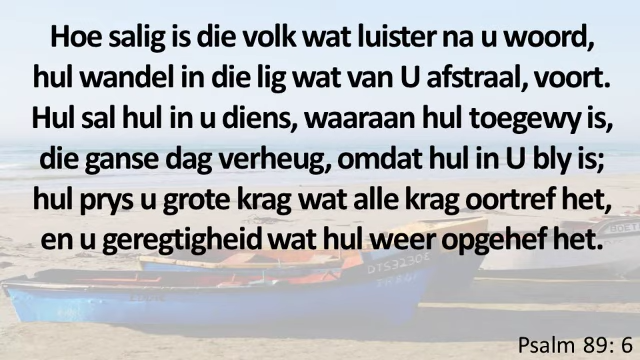 Hoe salig is die volk wat luister na u woord,
hul wandel in die lig wat van U afstraal, voort.
Hul sal hul in u diens, waaraan hul toegewy is,
die ganse dag verheug, omdat hul in U bly is;
hul prys u grote krag wat alle krag oortref het,
en u geregtigheid wat hul weer opgehef het.
Psalm 89: 6